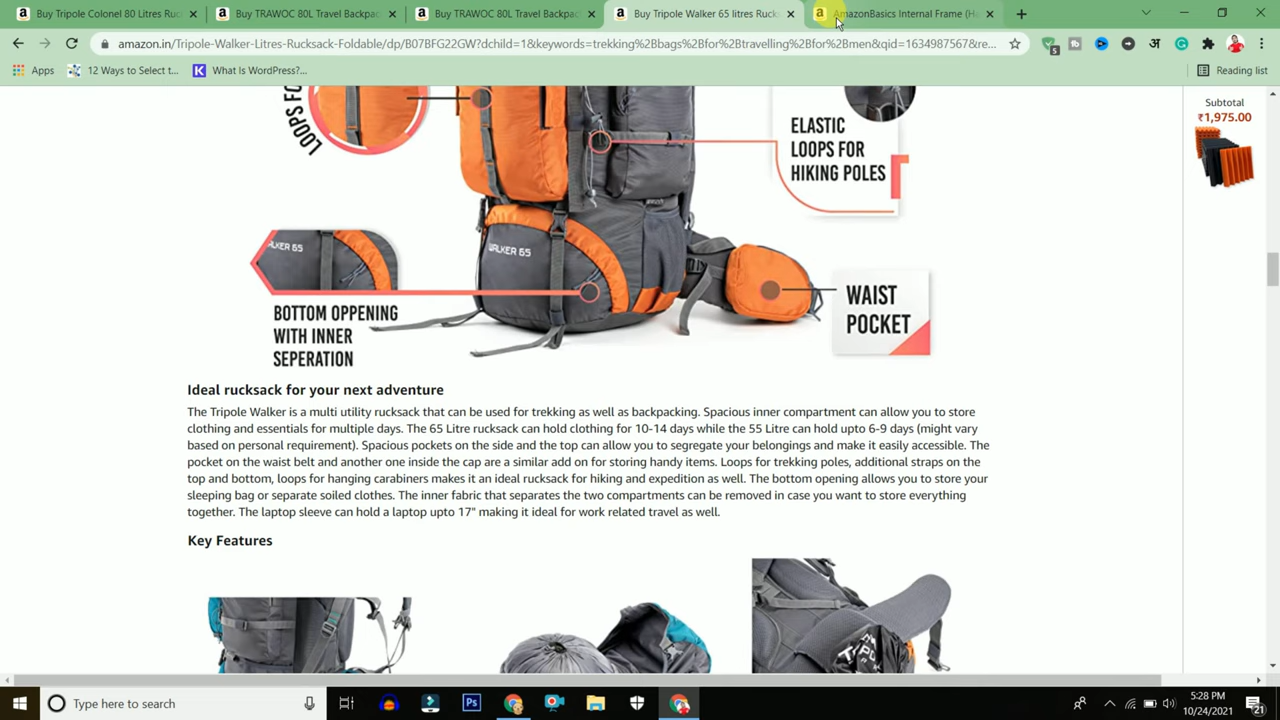 Buy Tripole Colonel 80 Litres Ruc
Buy TRAWOC 80L Travel Backpac
Buy TRAWOC 80L Travel Backpac
Buy Tripole Walker 65 litres Ruck
AmazonBasics Internal Frame (H
amazon.in/Tripole-Walker-Litres-Rucksack-Foldable/dp/B07BFG22GW?dchild=1&keywords=trekking%2Bbags%2Bfor%2Btravelling%2Bfor%2Bmen&qid=1634987567&re...
5
अ
Apps
12 Ways to Select t...
What Is WordPress?...
Reading list
Subtotal
₹1,975.00
LOOPS FO
ELASTIC
LOOPS FOR
HIKING POLES
WALKER 65
WALKER 65
BOTTOM OPPENING
WITH INNER
SEPERATION
WAIST
POCKET
Ideal rucksack for your next adventure
The Tripole Walker is a multi utility rucksack that can be used for trekking as well as backpacking. Spacious inner compartment can allow you to store
clothing and essentials for multiple days. The 65 Litre rucksack can hold clothing for 10-14 days while the 55 Litre can hold upto 6-9 days (might vary
based on personal requirement). Spacious pockets on the side and the top can allow you to segregate your belongings and make it easily accessible. The
pocket on the waist belt and another one inside the cap are a similar add on for storing handy items. Loops for trekking poles, additional straps on the
top and bottom, loops for hanging carabiners makes it an ideal rucksack for hiking and expedition as well. The bottom opening allows you to store your
sleeping bag or separate soiled clothes. The inner fabric that separates the two compartments can be removed in case you want to store everything
together. The laptop sleeve can hold a laptop upto 17" making it ideal for work related travel as well.
Key Features
Type here to search
Ps
5:28 PM
10/24/2021
21